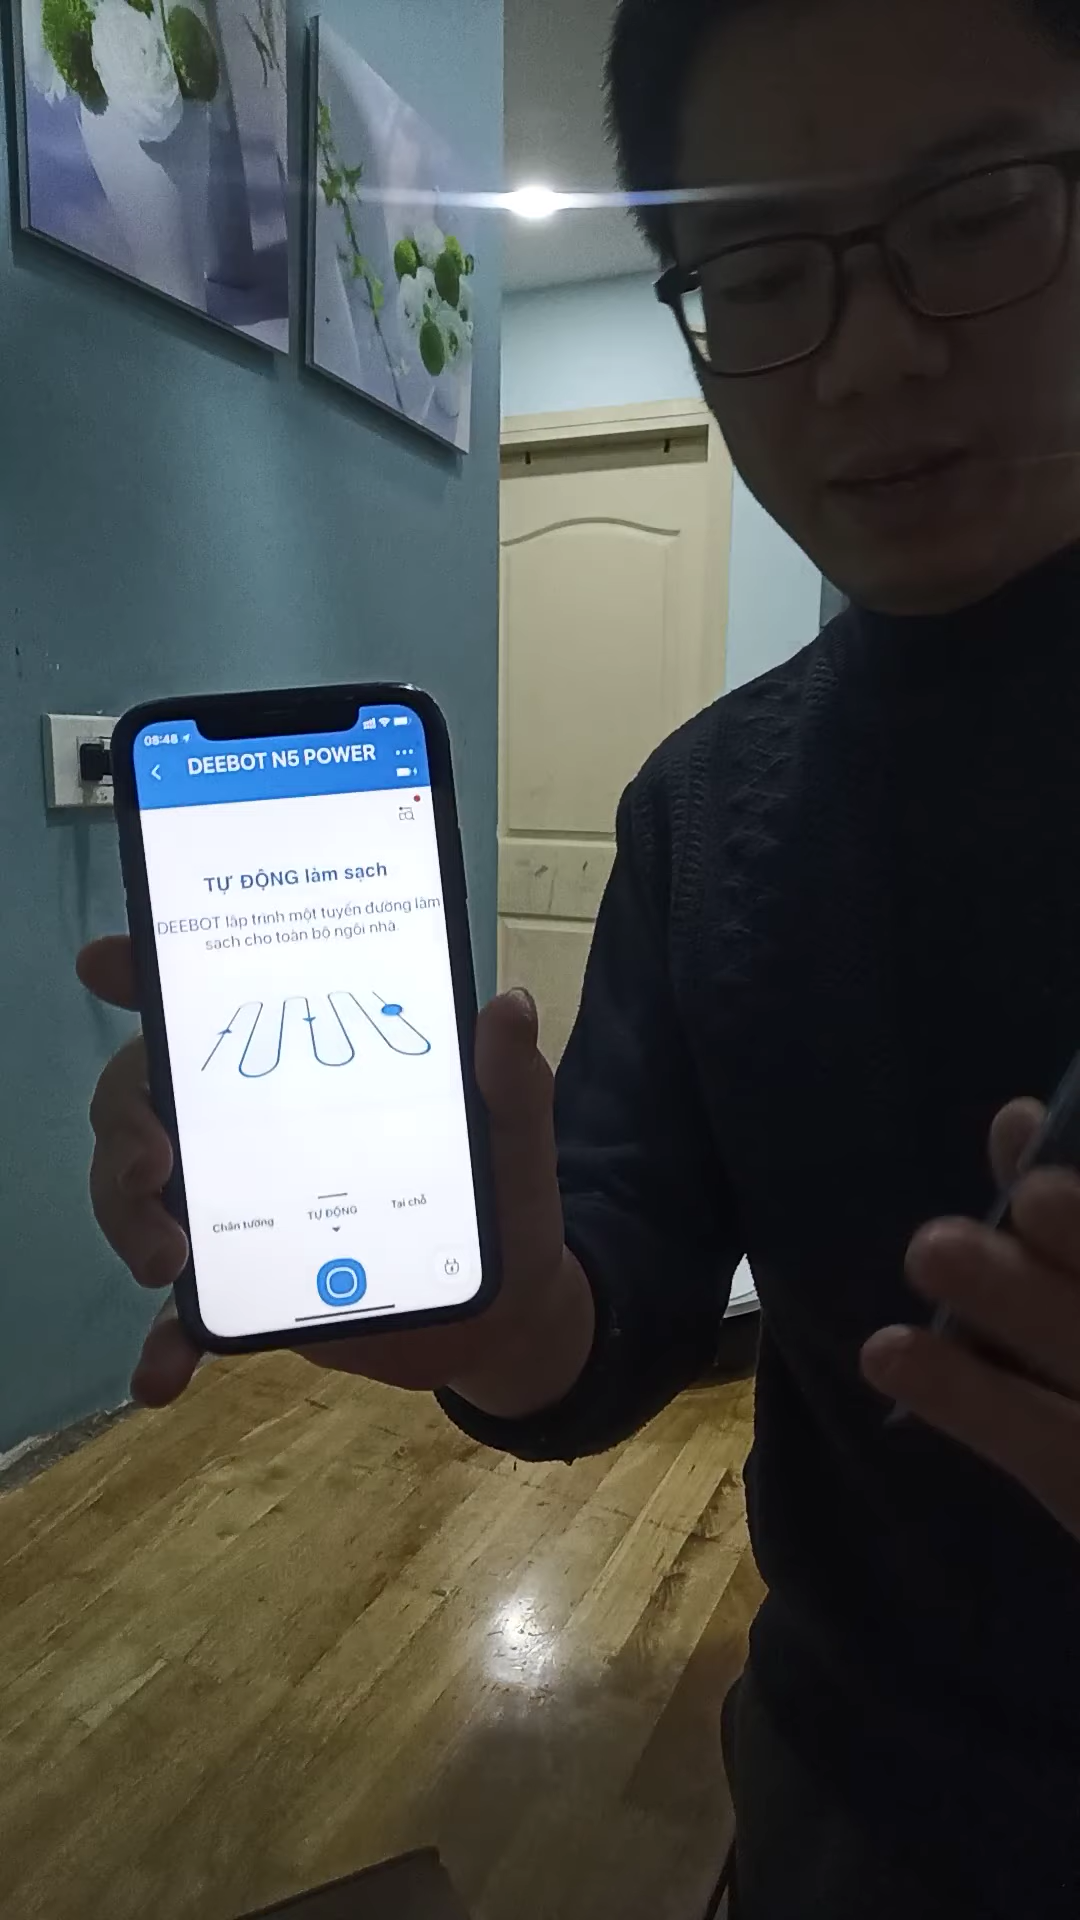 08:48
DEEBOT N5 POWER
TỰ ĐỘNG làm sạch
DEEBOT lập trình một tuyến đường làm
sạch cho toàn bộ ngôi nhà.
Chân tường
TỰ ĐỘNG
Tại chỗ